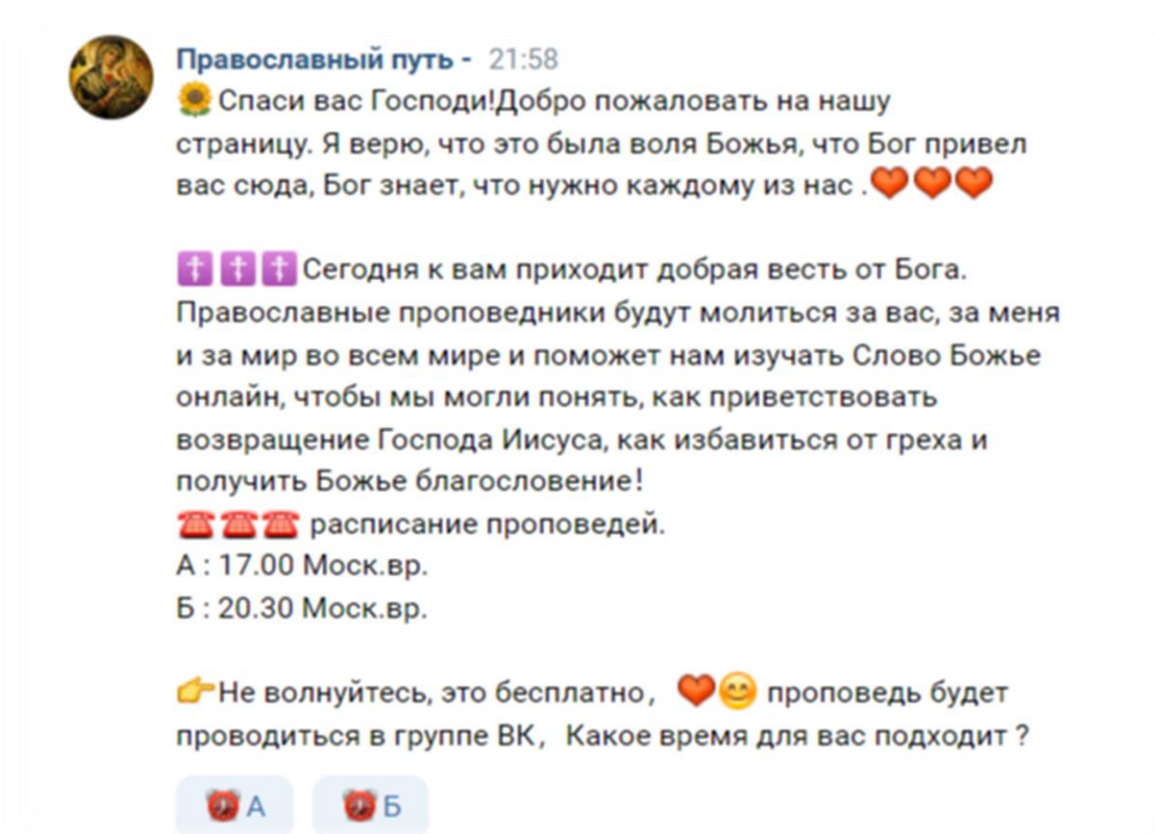 Православный путь - 21:58
🌻Спаси вас Господи!Добро пожаловать на нашу
страницу. Я верю, что это была воля Божья, что Бог привел
вас сюда, Бог знает, что нужно каждому из нас .❤❤❤
☦☦☦Сегодня к вам приходит добрая весть от Бога.
Православные проповедники будут молиться за вас, за меня
и за мир во всем мире и поможет нам изучать Слово Божье
онлайн, чтобы мы могли понять, как приветствовать
возвращение Господа Иисуса, как избавиться от греха и
получить Божье благословение!
☎☎☎ расписание проповедей.
А : 17.00 Моск.вр.
Б : 20.30 Моск.вр.
👉Не волнуйтесь, это бесплатно， ❤😊 проповедь будет
проводиться в группе ВК， Какое время для вас подходит ?
⏰А ⏰Б